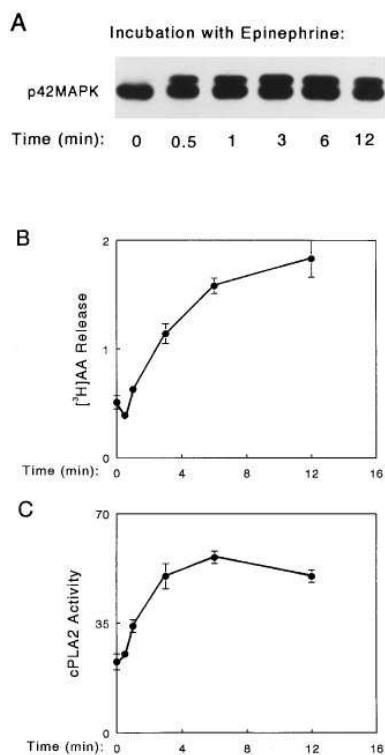 A
Incubation with Epinephrine:
p42MAPK
Time (min): 0 0.5 1 3 6 12
B
2
1
0
[³H]AA Release
Time (min): 0 4 8 12 16
C
70
35
0
cPLA2 Activity
Time (min): 0 4 8 12 16